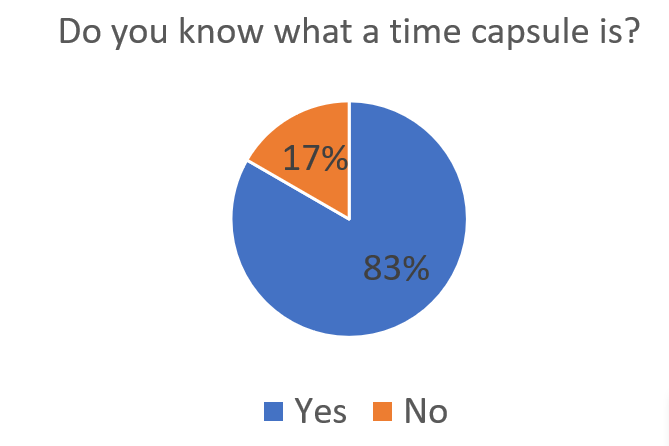 Do you know what a time capsule is?
17%
83%
Yes No